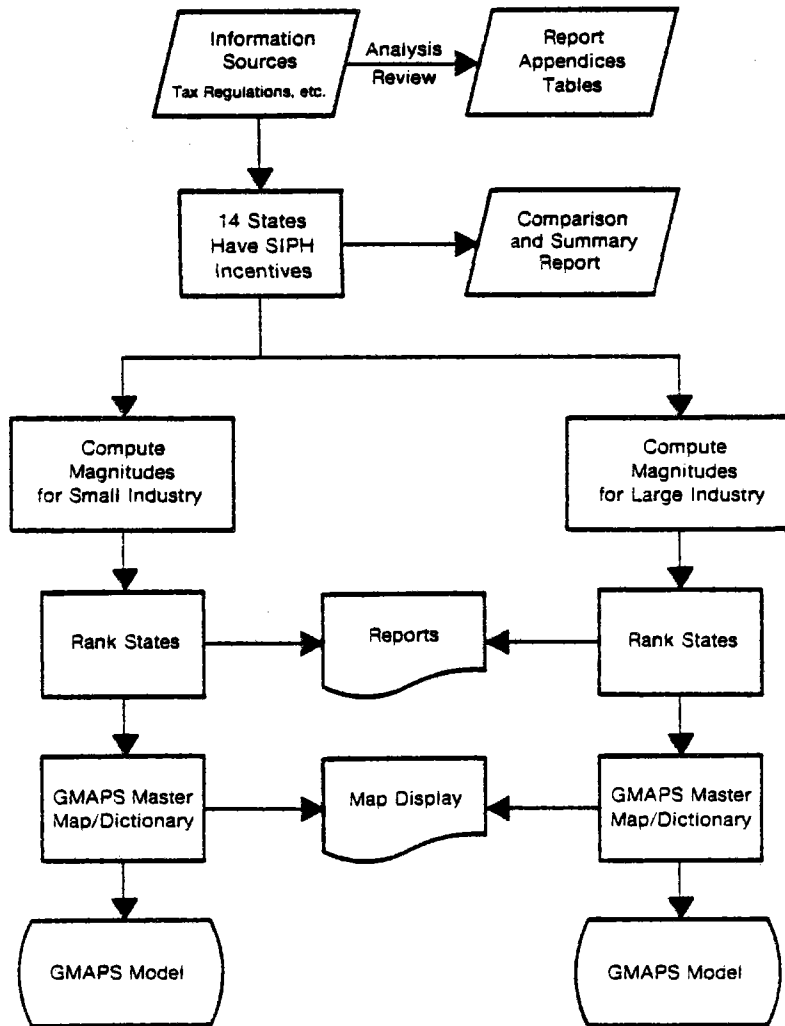 Information
Sources
Tax Regulations, etc.
Analysis
Review
Report
Appendices
Tables
14 States
Have SIPH
Incentives
Comparison
and Summary
Report
Compute
Magnitudes
for Small Industry
Compute
Magnitudes
for Large Industry
Rank States
Reports
Rank States
GMAPS Master
Map/Dictionary
Map Display
GMAPS Master
Map/Dictionary
GMAPS Model
GMAPS Model